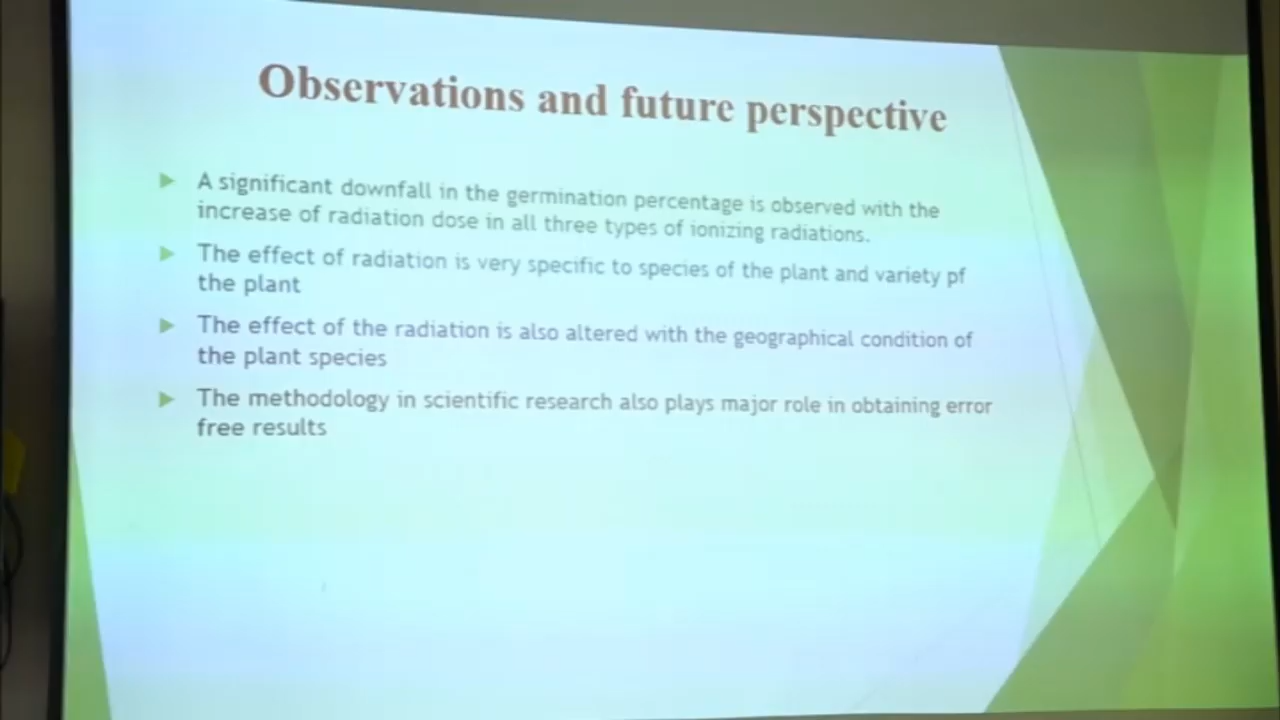 Observations and future perspective
A significant downfall in the germination percentage is observed with the
increase of radiation dose in all three types of ionizing radiations.
The effect of radiation is very specific to species of the plant and variety pf
the plant
The effect of the radiation is also altered with the geographical condition of
the plant species
The methodology in scientific research also plays major role in obtaining error
free results